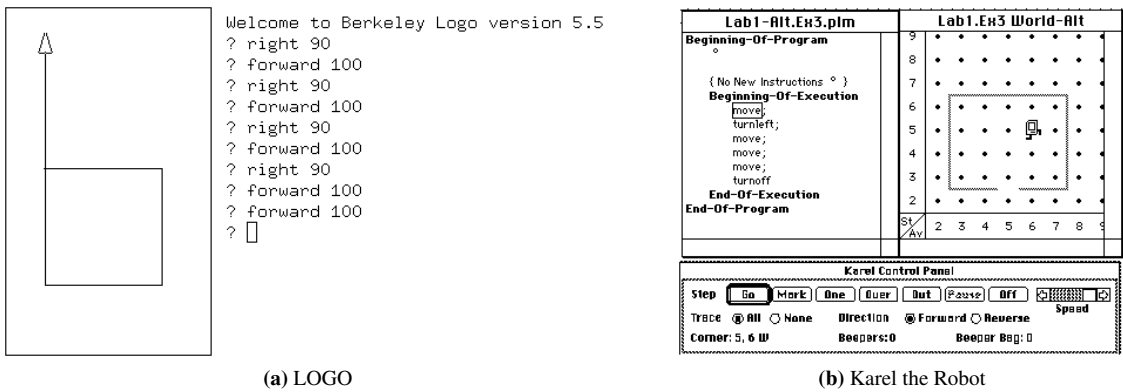 Welcome to Berkeley Logo version 5.5
? right 90
? forward 100
? right 90
? forward 100
? right 90
? forward 100
? right 90
? forward 100
? forward 100
?
(a) LOGO
Lab1-Alt.Ex3.plm
Beginning-Of-Program
{ No New Instructions ° }
Beginning-Of-Execution
move;
turnleft;
move;
move;
move;
turnoff
End-Of-Execution
End-Of-Program
Lab1.Ex3 World-Alt
9
8
7
6
5
4
3
2
St/Av 2 3 4 5 6 7 8 9
Karel Control Panel
Step Go Mark One Over Out Pause Off
Speed
Trace All None Direction Forward Reverse
Corner: 5, 6 W Beepers:0 Beeper Bag: 0
(b) Karel the Robot